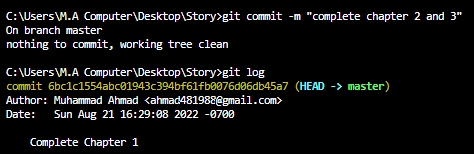 C:\Users\M.A Computer\Desktop\Story>git commit -m "complete chapter 2 and 3"
On branch master
nothing to commit, working tree clean
C:\Users\M.A Computer\Desktop\Story>git log
commit 6bc1c1554abc01943c394bf61fb0076d06db45a7 (HEAD -> master)
Author: Muhammad Ahmad <ahmad481988@gmail.com>
Date:   Sun Aug 21 16:29:08 2022 -0700
    Complete Chapter 1